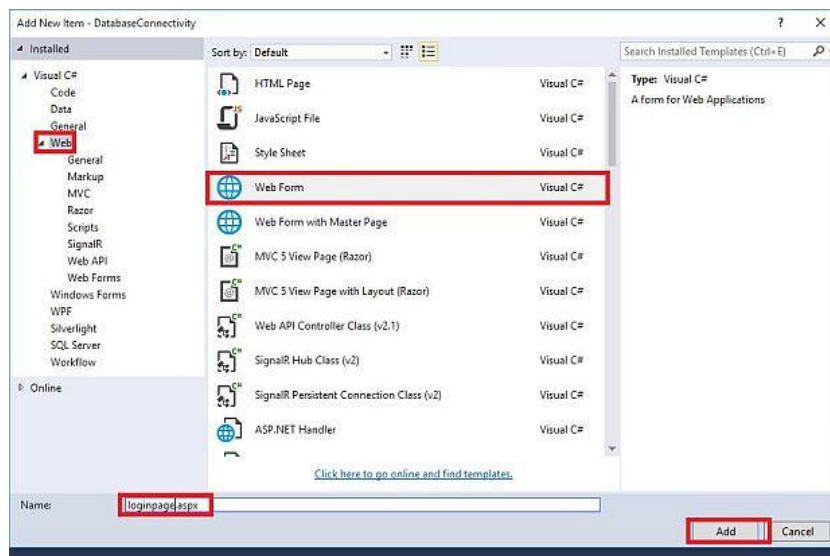 Add New Item - DatabaseConnectivity
? ×
Installed
Sort by: Default
Search Installed Templates (Ctrl+E)
Visual C#
Code
Data
General
Web
General
Markup
MVC
Razor
Scripts
SignalR
Web API
Web Forms
Windows Forms
WPF
Silverlight
SQL Server
Workflow
Online
HTML Page Visual C#
JavaScript File Visual C#
Style Sheet Visual C#
Web Form Visual C#
Web Form with Master Page Visual C#
MVC 5 View Page (Razor) Visual C#
MVC 5 View Page with Layout (Razor) Visual C#
Web API Controller Class (v2.1) Visual C#
SignalR Hub Class (v2) Visual C#
SignalR Persistent Connection Class (v2) Visual C#
ASP.NET Handler Visual C#
Click here to go online and find templates.
Type: Visual C#
A form for Web Applications
Name: loginpage.aspx
Add Cancel